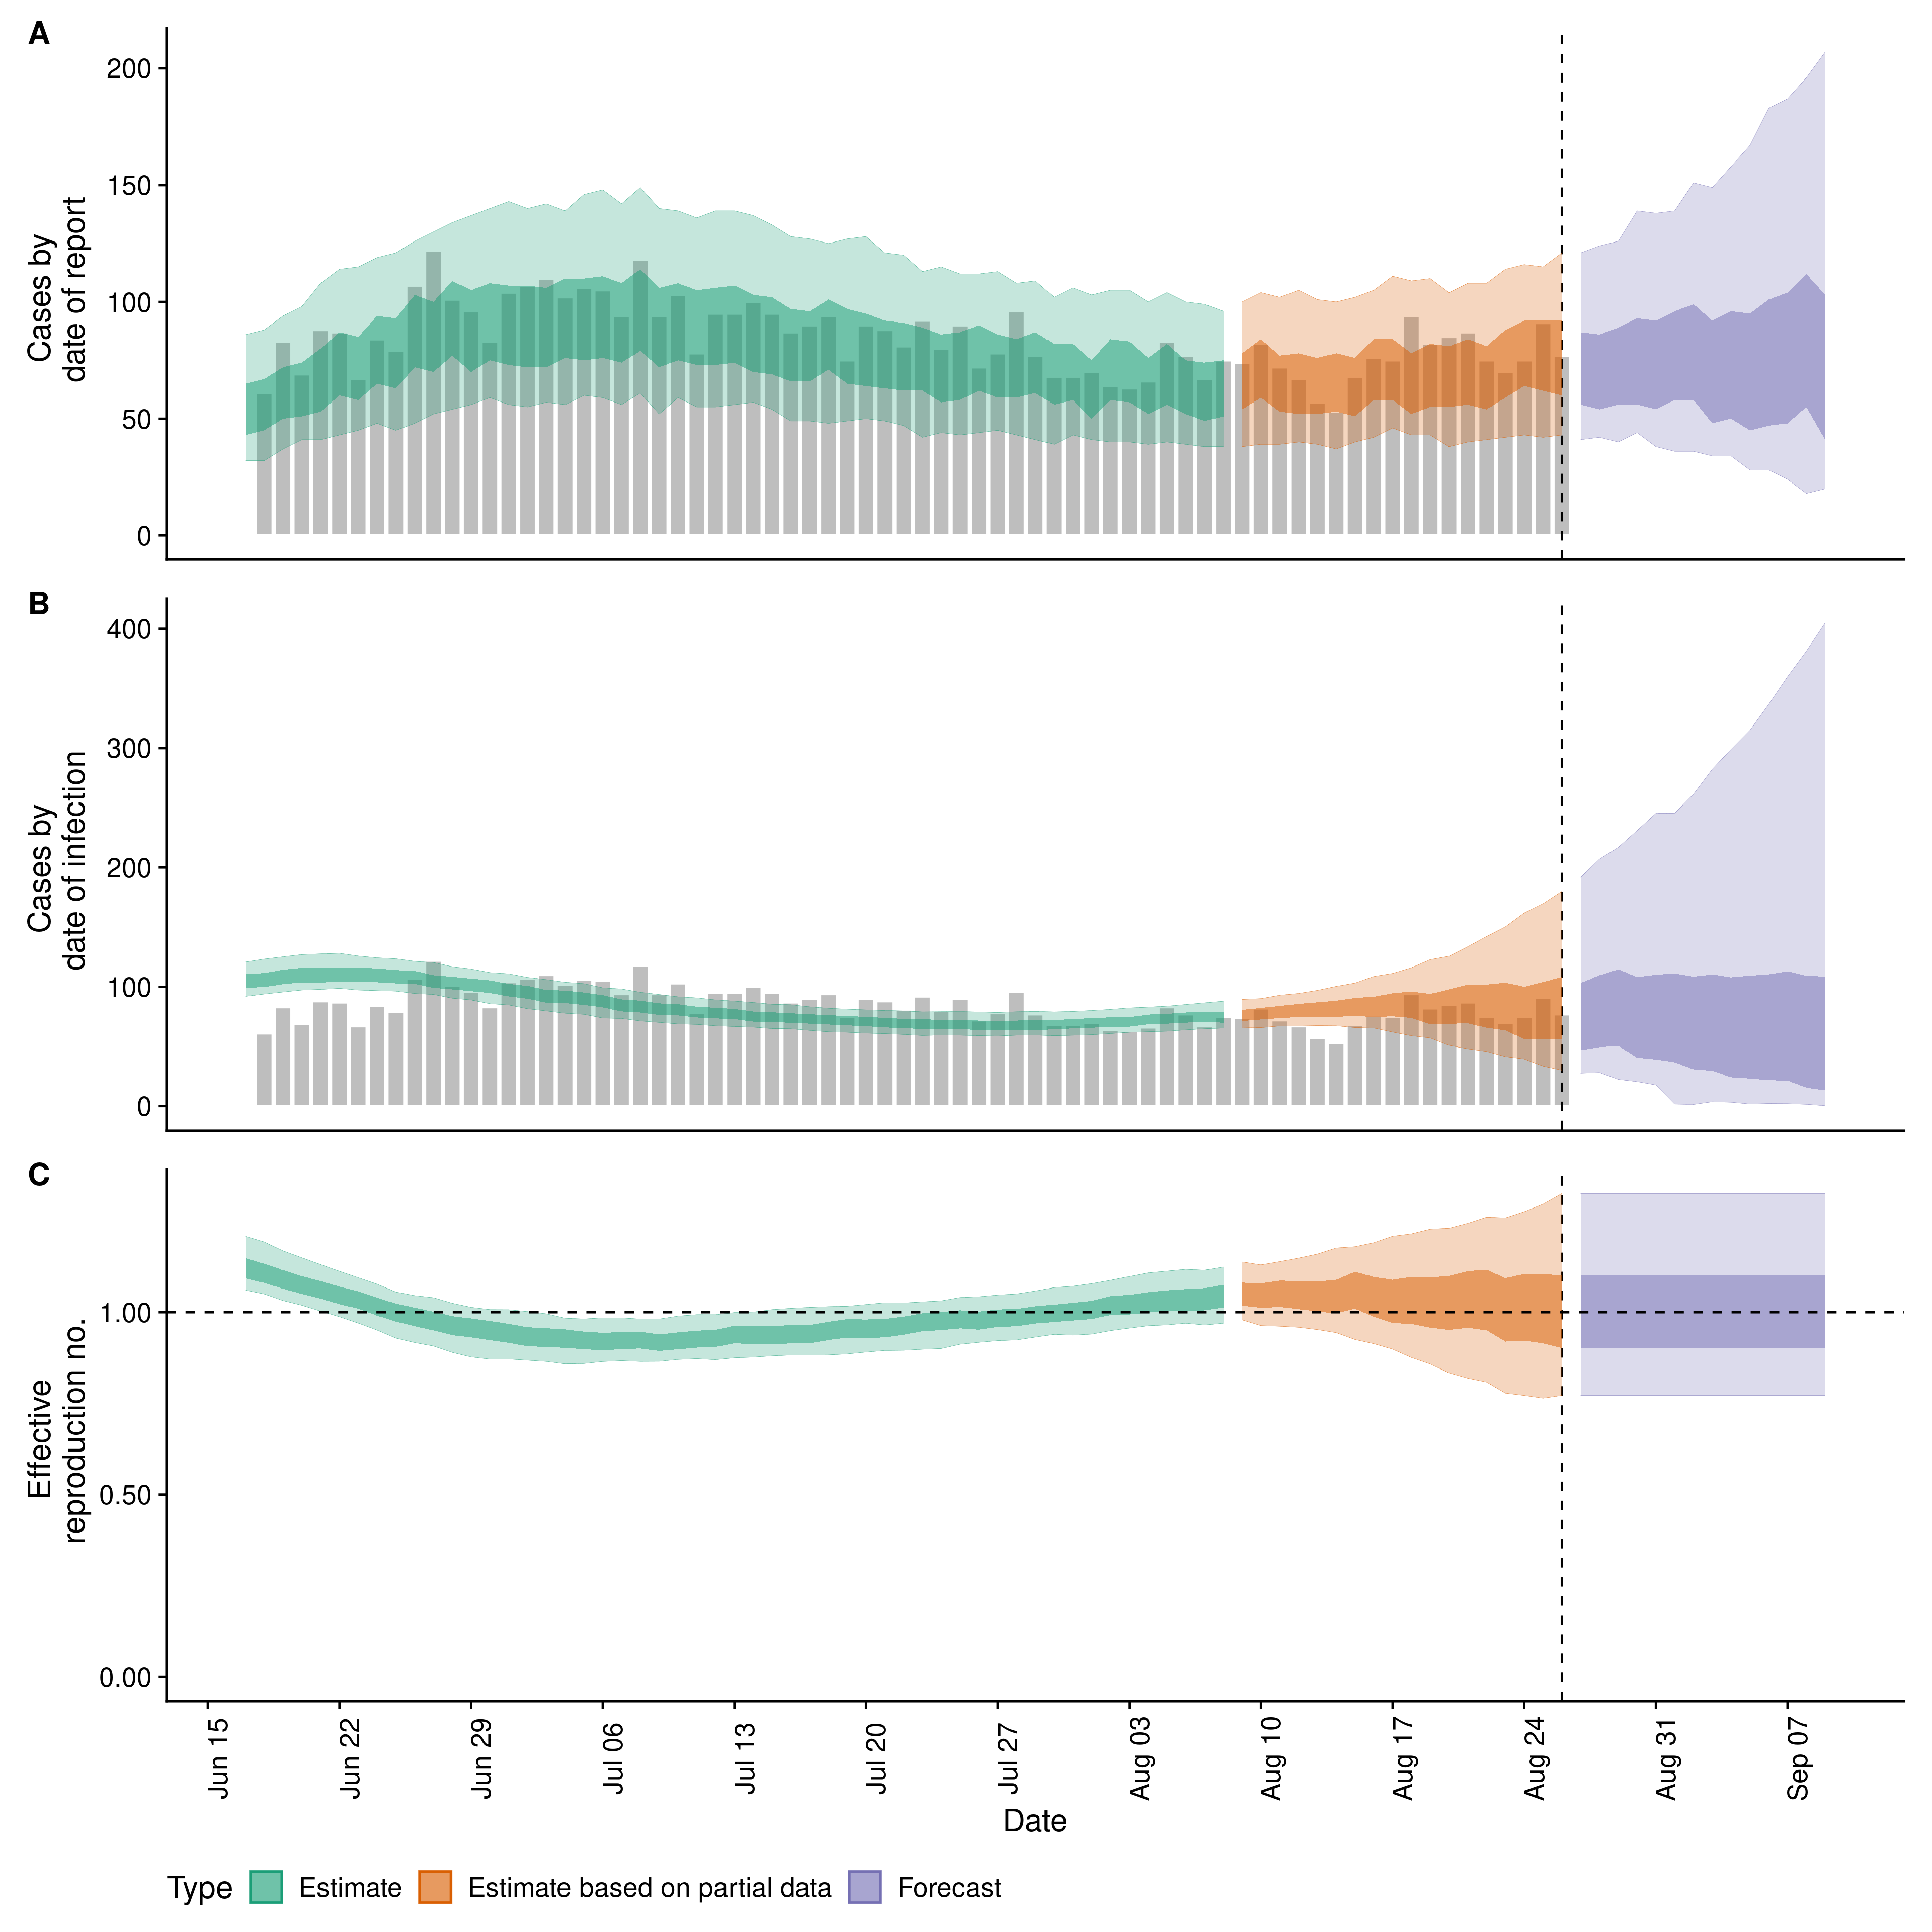 A
200
150
100
50
0
Cases by
date of report
B
400
300
200
100
0
Cases by
date of infection
C
1.00
0.50
0.00
Effective
reproduction no.
Jun 15
Jun 22
Jun 29
Jul 06
Jul 13
Jul 20
Jul 27
Aug 03
Aug 10
Aug 17
Aug 24
Aug 31
Sep 07
Date
Type Estimate Estimate based on partial data Forecast